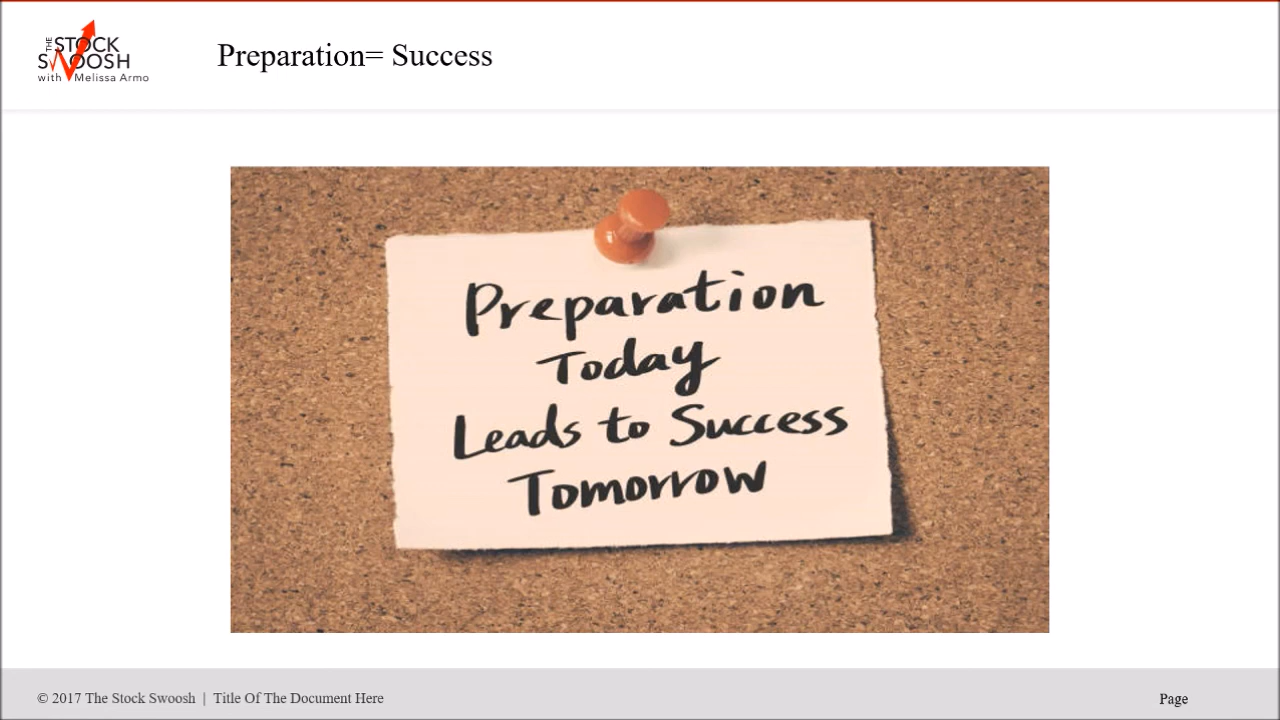 THE STOCK
SWOOSH
with Melissa Armo
Preparation= Success
Preparation
Today
Leads to Success
Tomorrow
© 2017 The Stock Swoosh | Title Of The Document Here
Page